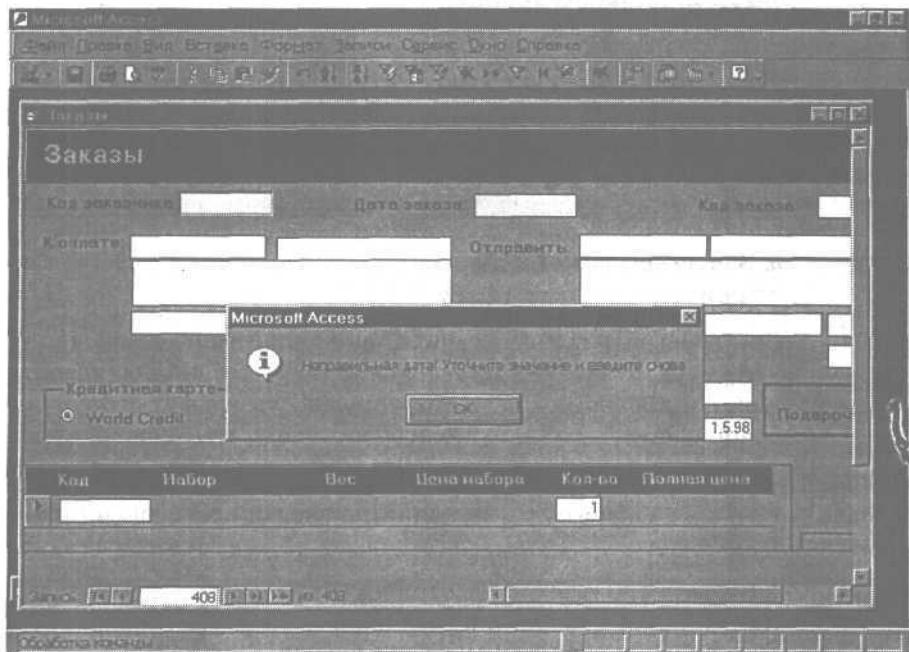 Microsoft Access
Файл Правка Вид Вставка Формат Записи Сервис Окно Справка
Заказы
Заказы
Код заказчика Дата заказа: Код заказа
К оплате: Отправить:
Microsoft Access
Неправильная дата! Уточните значение и введите снова
OK
Кредитная карточ
World Credit
Подароч
1.5.98
Код Набор Вес Цена набора Кол-во Полная цена
1
Запись: 408 из 408
Обработка команды